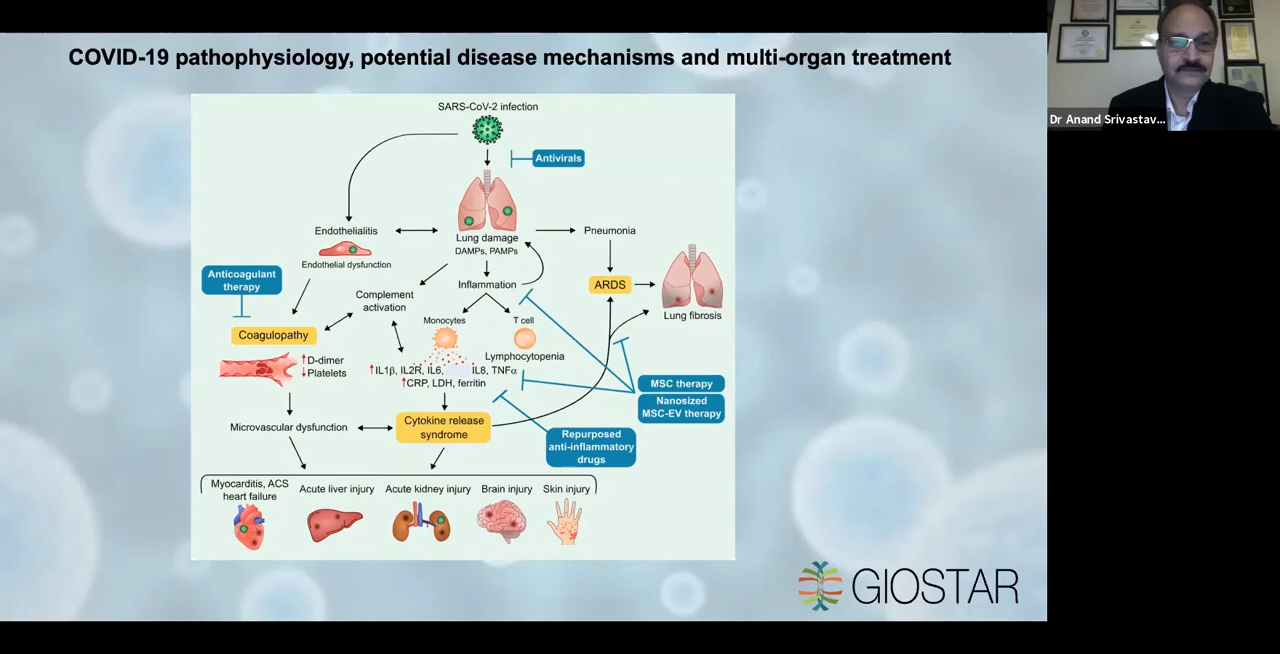 COVID-19 pathophysiology, potential disease mechanisms and multi-organ treatment
Dr Anand Srivastav...
SARS-CoV-2 infection
Antivirals
Endothelialitis
Endothelial dysfunction
Lung damage
DAMPs, PAMPs
Pneumonia
Anticoagulant
therapy
Complement
activation
Inflammation
ARDS
Lung fibrosis
Coagulopathy
Monocytes
T cell
Lymphocytopenia
↑D-dimer
↓Platelets
↑IL1β, IL2R, IL6, IL8, TNFα
↑CRP, LDH, ferritin
MSC therapy
Nanosized
MSC-EV therapy
Microvascular dysfunction
Cytokine release
syndrome
Repurposed
anti-inflammatory
drugs
Myocarditis, ACS
heart failure
Acute liver injury
Acute kidney injury
Brain injury
Skin injury
GIOSTAR